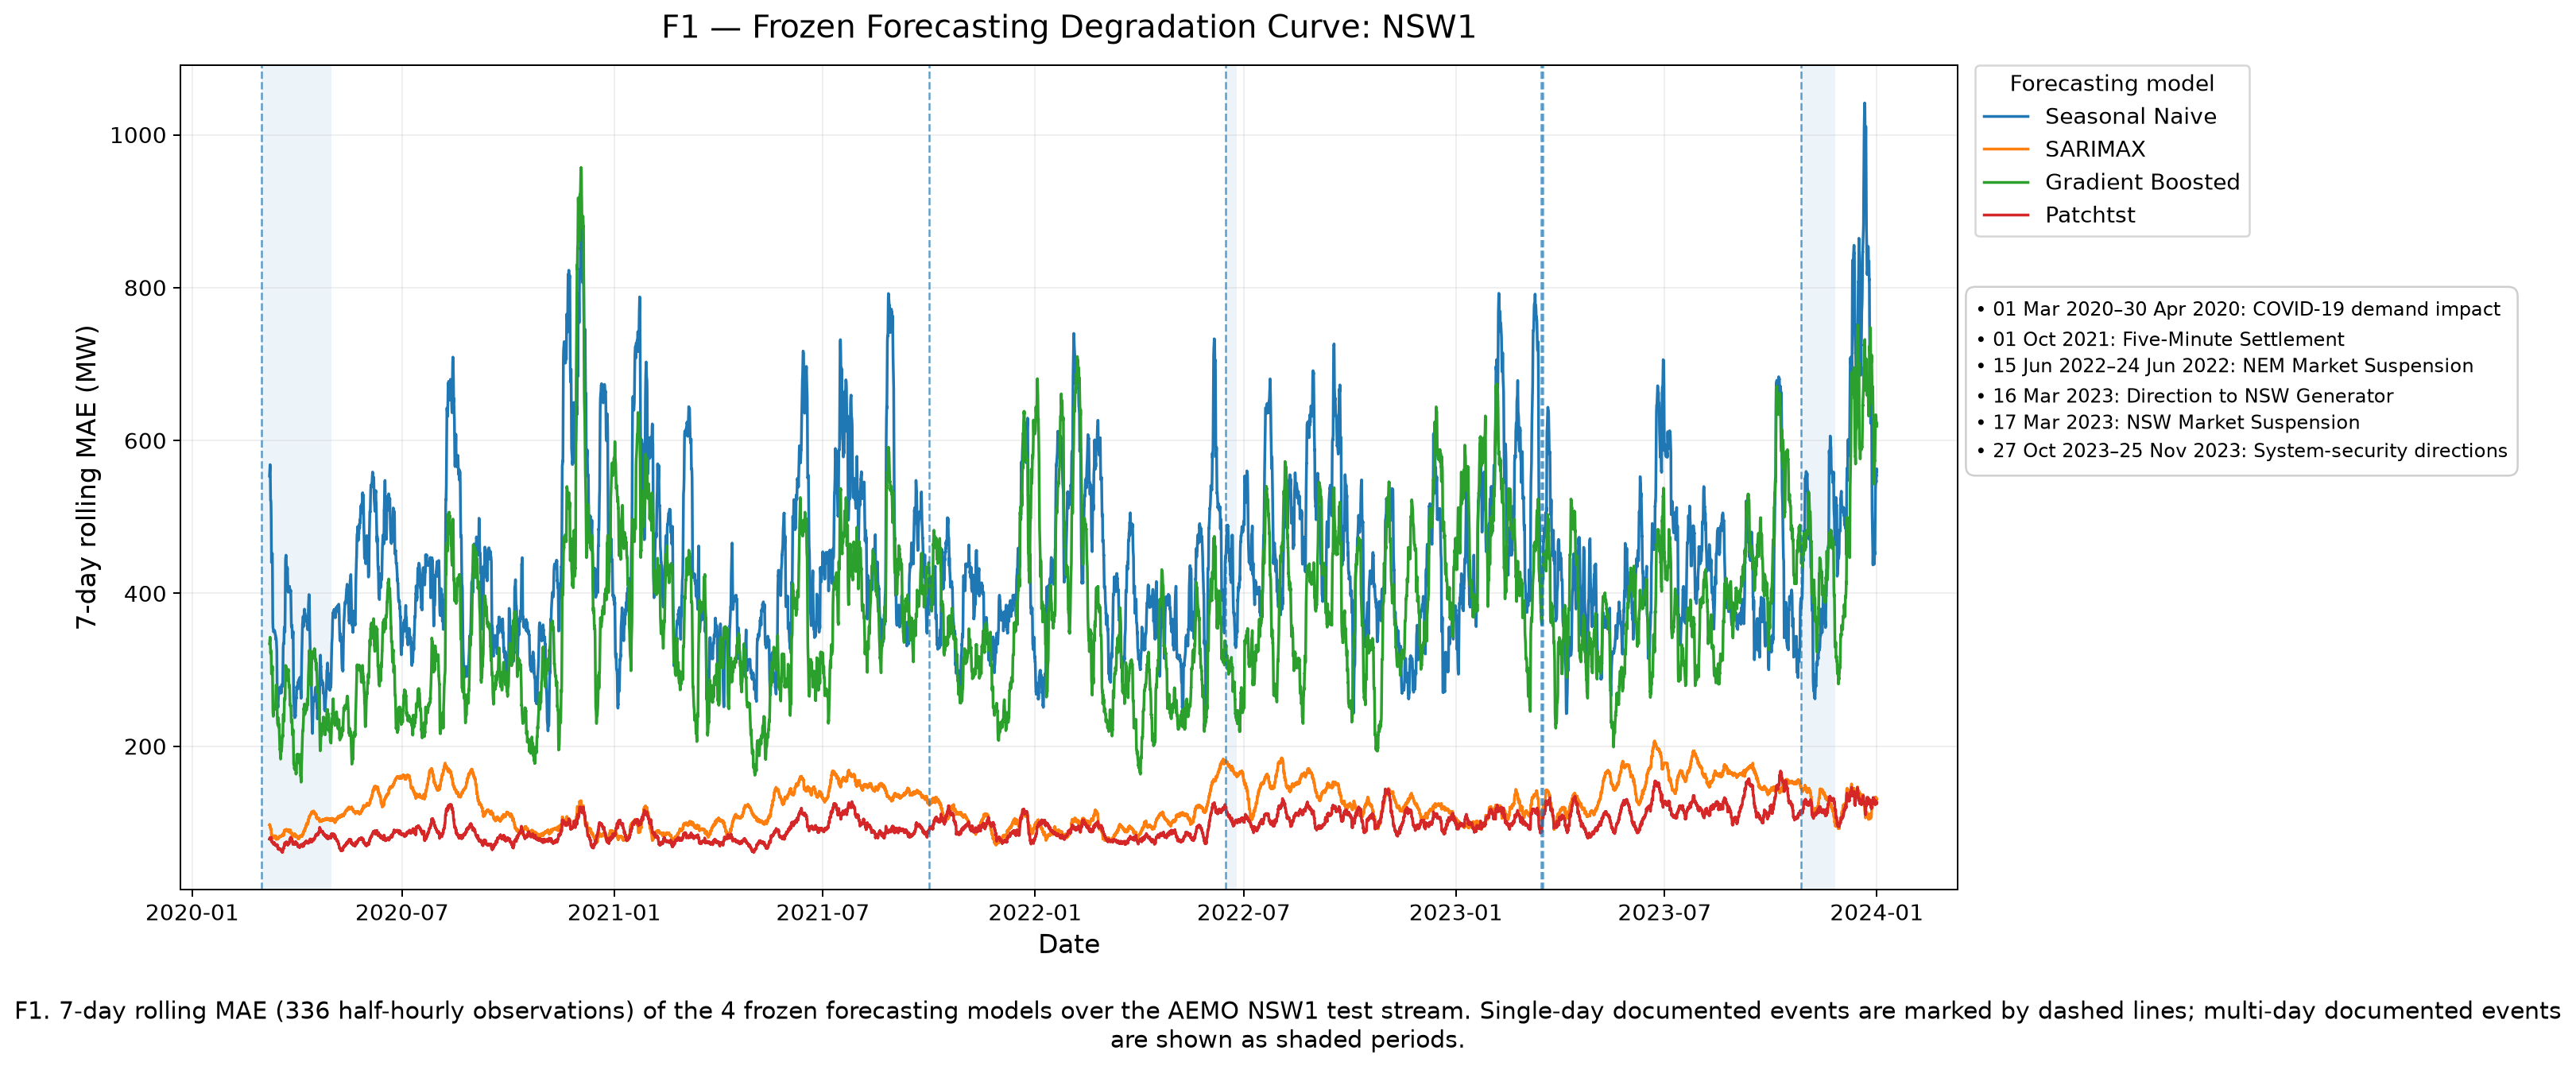 F1 — Frozen Forecasting Degradation Curve: NSW1
7-day rolling MAE (MW)
1000
800
600
400
200
2020-01
2020-07
2021-01
2021-07
2022-01
2022-07
2023-01
2023-07
2024-01
Date
Forecasting model
Seasonal Naive
SARIMAX
Gradient Boosted
Patchtst
• 01 Mar 2020–30 Apr 2020: COVID-19 demand impact
• 01 Oct 2021: Five-Minute Settlement
• 15 Jun 2022–24 Jun 2022: NEM Market Suspension
• 16 Mar 2023: Direction to NSW Generator
• 17 Mar 2023: NSW Market Suspension
• 27 Oct 2023–25 Nov 2023: System-security directions
F1. 7-day rolling MAE (336 half-hourly observations) of the 4 frozen forecasting models over the AEMO NSW1 test stream. Single-day documented events are marked by dashed lines; multi-day documented events
are shown as shaded periods.